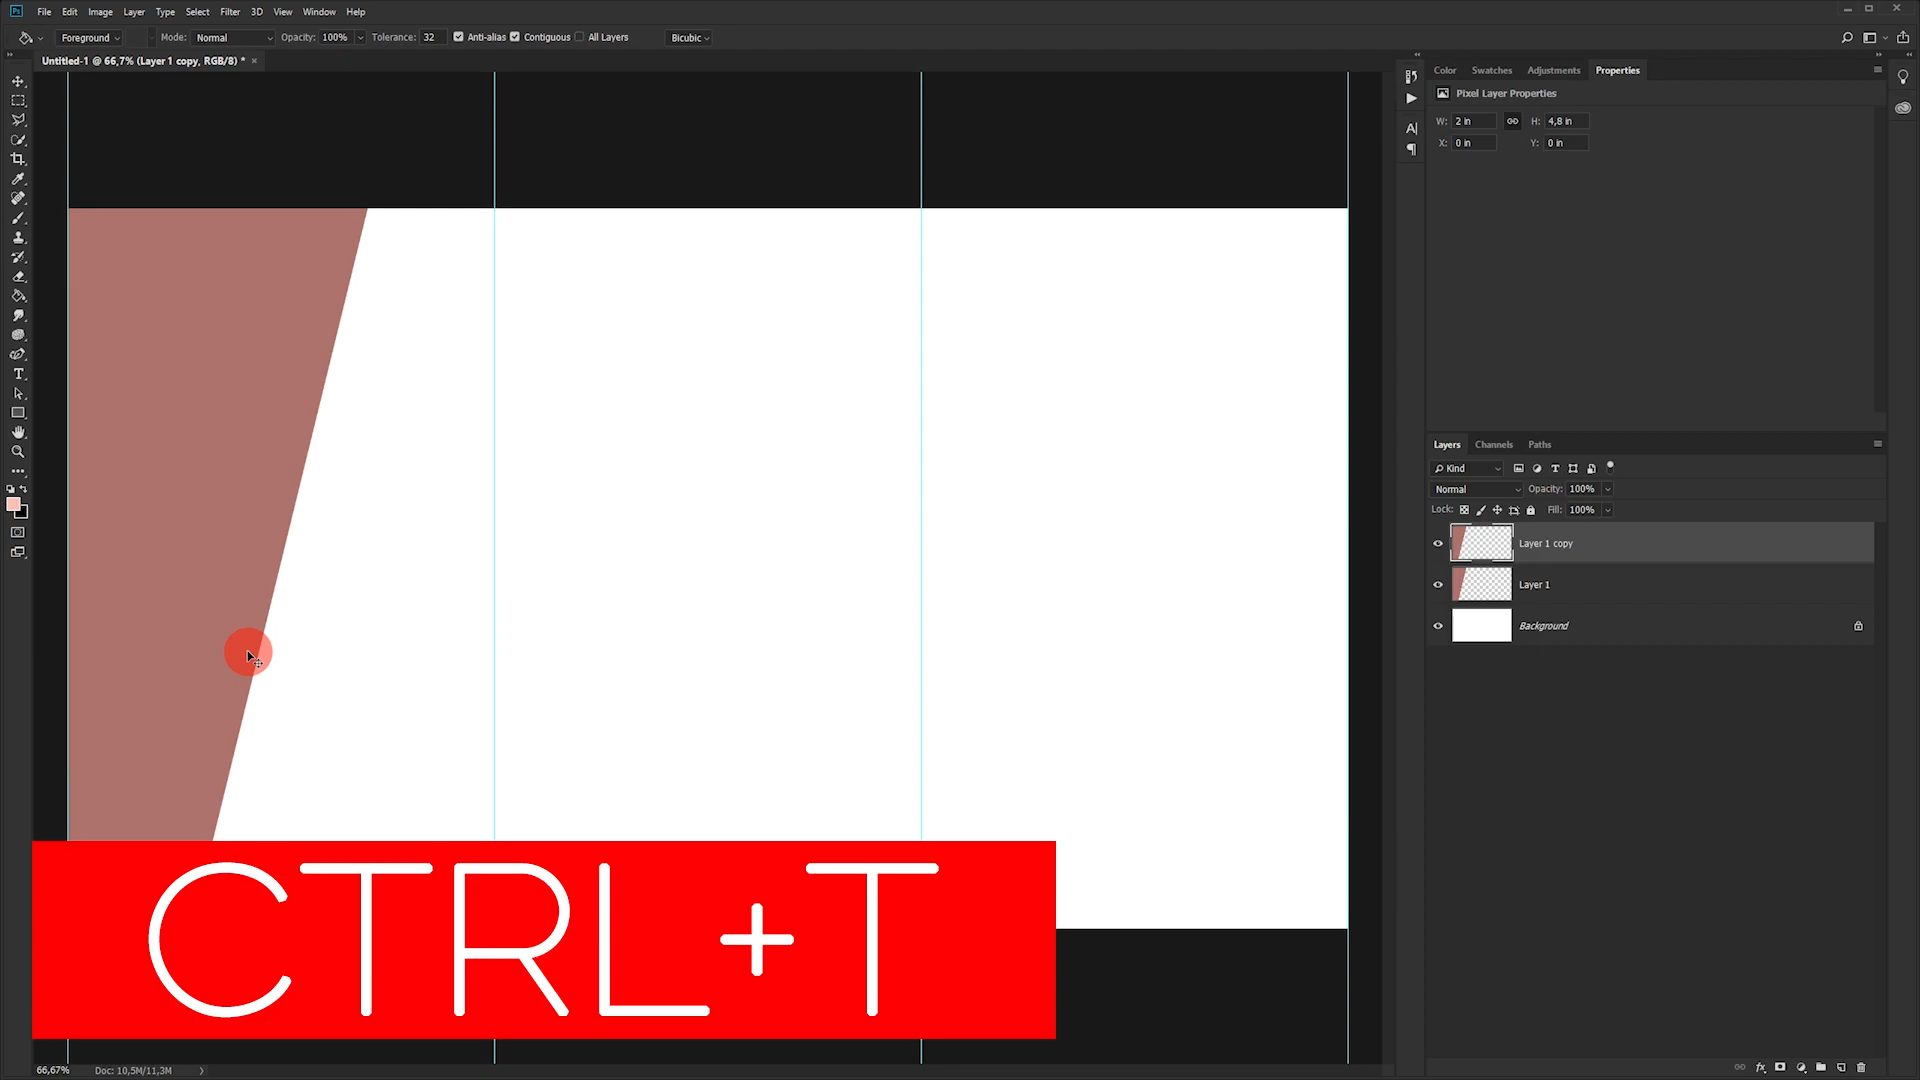 Ps File Edit Image Layer Type Select Filter 3D View Window Help
Foreground Mode: Normal Opacity: 100% Tolerance: 32 Anti-alias Contiguous All Layers Bicubic
Untitled-1 @ 66,7% (Layer 1 copy, RGB/8) * ×
Color Swatches Adjustments Properties
Pixel Layer Properties
W: 2 in H: 4,8 in
X: 0 in Y: 0 in
Layers Channels Paths
Kind
Normal Opacity: 100%
Lock: Fill: 100%
Layer 1 copy
Layer 1
Background
CTRL+T
66,67% Doc: 10,5M/11,3M